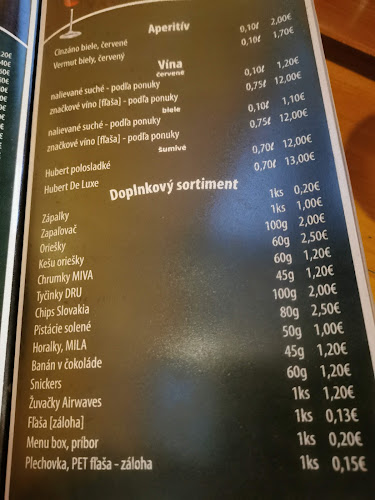 Aperitív
Cinzáno biele, červené 0,10ℓ 2,00€
Vermut biely, červený 0,10ℓ 1,70€
Vína
červené
nalievané suché - podľa ponuky 0,10ℓ 1,20€
značkové víno [fľaša] - podľa ponuky 0,75ℓ 12,00€
biele
nalievané suché - podľa ponuky 0,10ℓ 1,10€
značkové víno [fľaša] - podľa ponuky 0,75ℓ 12,00€
Šumivé
Hubert polosladké 0,70ℓ 12,00€
Hubert De Luxe 0,70ℓ 13,00€
Doplnkový sortiment
Zápalky 1ks 0,20€
Zapaľovač 1ks 1,00€
Oriešky 100g 2,00€
Kešu oriešky 60g 2,50€
Chrumky MIVA 60g 1,20€
Tyčinky DRU 45g 1,20€
Chips Slovakia 100g 2,00€
Pistácie solené 80g 2,50€
Horalky, MILA 50g 1,00€
Banán v čokoláde 45g 1,20€
Snickers 60g 1,20€
Žuvačky Airwaves 1ks 1,20€
Fľaša [záloha] 1ks 0,13€
Menu box, príbor 1ks 0,20€
Plechovka, PET fľaša - záloha 1ks 0,15€